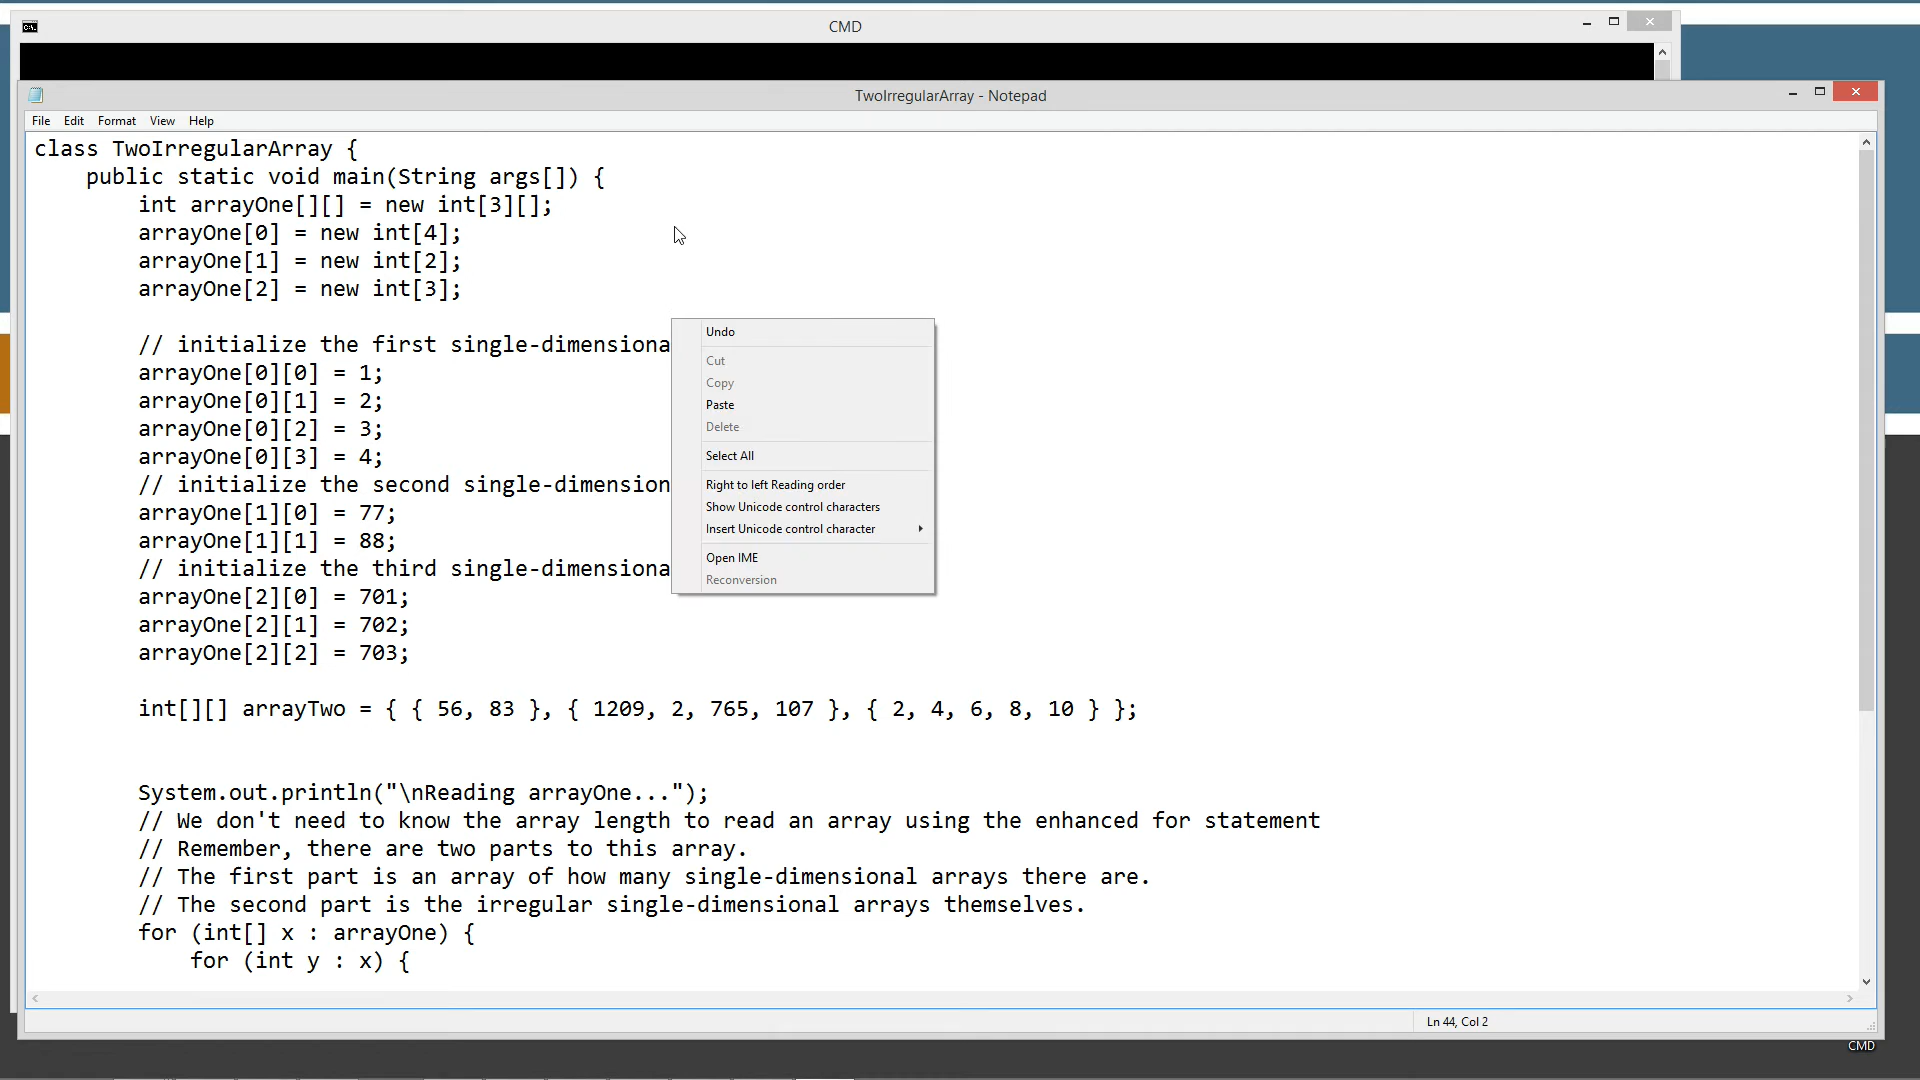 CMD
TwoIrregularArray - Notepad
File Edit Format View Help
class TwoIrregularArray {
public static void main(String args[]) {
int arrayOne[][] = new int[3][];
arrayOne[0] = new int[4];
arrayOne[1] = new int[2];
arrayOne[2] = new int[3];
// initialize the first single-dimensiona
arrayOne[0][0] = 1;
arrayOne[0][1] = 2;
arrayOne[0][2] = 3;
arrayOne[0][3] = 4;
// initialize the second single-dimension
arrayOne[1][0] = 77;
arrayOne[1][1] = 88;
// initialize the third single-dimensiona
arrayOne[2][0] = 701;
arrayOne[2][1] = 702;
arrayOne[2][2] = 703;
Undo
Cut
Copy
Paste
Delete
Select All
Right to left Reading order
Show Unicode control characters
Insert Unicode control character
Open IME
Reconversion
int[][] arrayTwo = { { 56, 83 }, { 1209, 2, 765, 107 }, { 2, 4, 6, 8, 10 } };
System.out.println("\nReading arrayOne...");
// We don't need to know the array length to read an array using the enhanced for statement
// Remember, there are two parts to this array.
// The first part is an array of how many single-dimensional arrays there are.
// The second part is the irregular single-dimensional arrays themselves.
for (int[] x : arrayOne) {
for (int y : x) {
Ln 44, Col 2
CMD